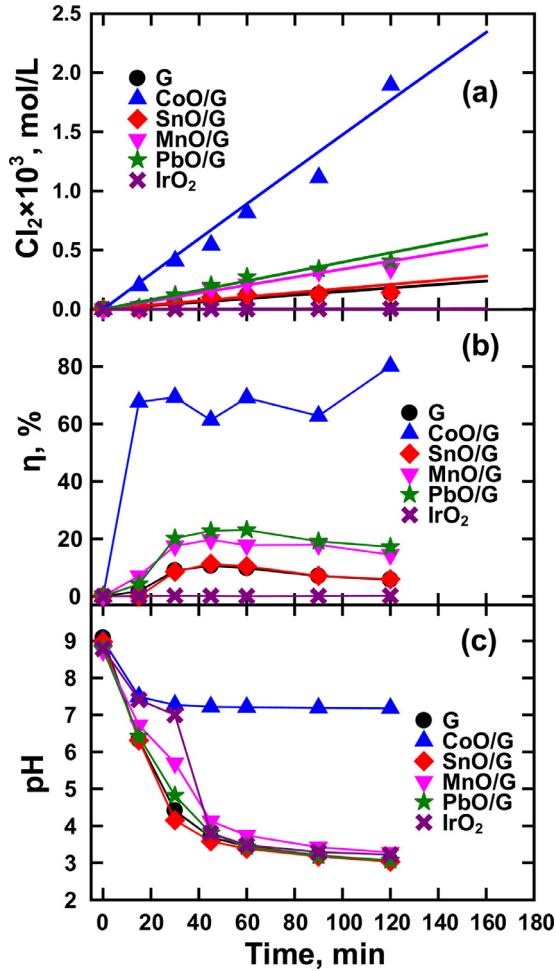 2.5
(a)
2.0
1.5
1.0
0.5
0.0
Cl₂×10³, mol/L
G
CoO/G
SnO/G
MnO/G
PbO/G
IrO₂
(b)
80
60
40
20
0
η, %
G
CoO/G
SnO/G
MnO/G
PbO/G
IrO₂
(c)
9
8
7
6
5
4
3
2
pH
G
CoO/G
SnO/G
MnO/G
PbO/G
IrO₂
0 20 40 60 80 100 120 140 160 180
Time, min